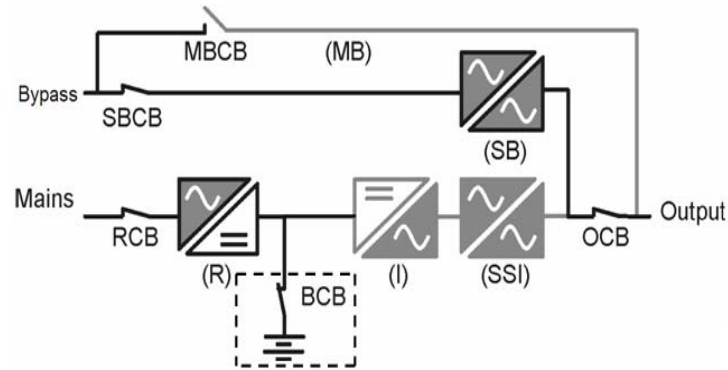 MBCB
(MB)
Bypass
SBCB
(SB)
Mains
Output
RCB
OCB
(R)
BCB
(I)
(SSI)